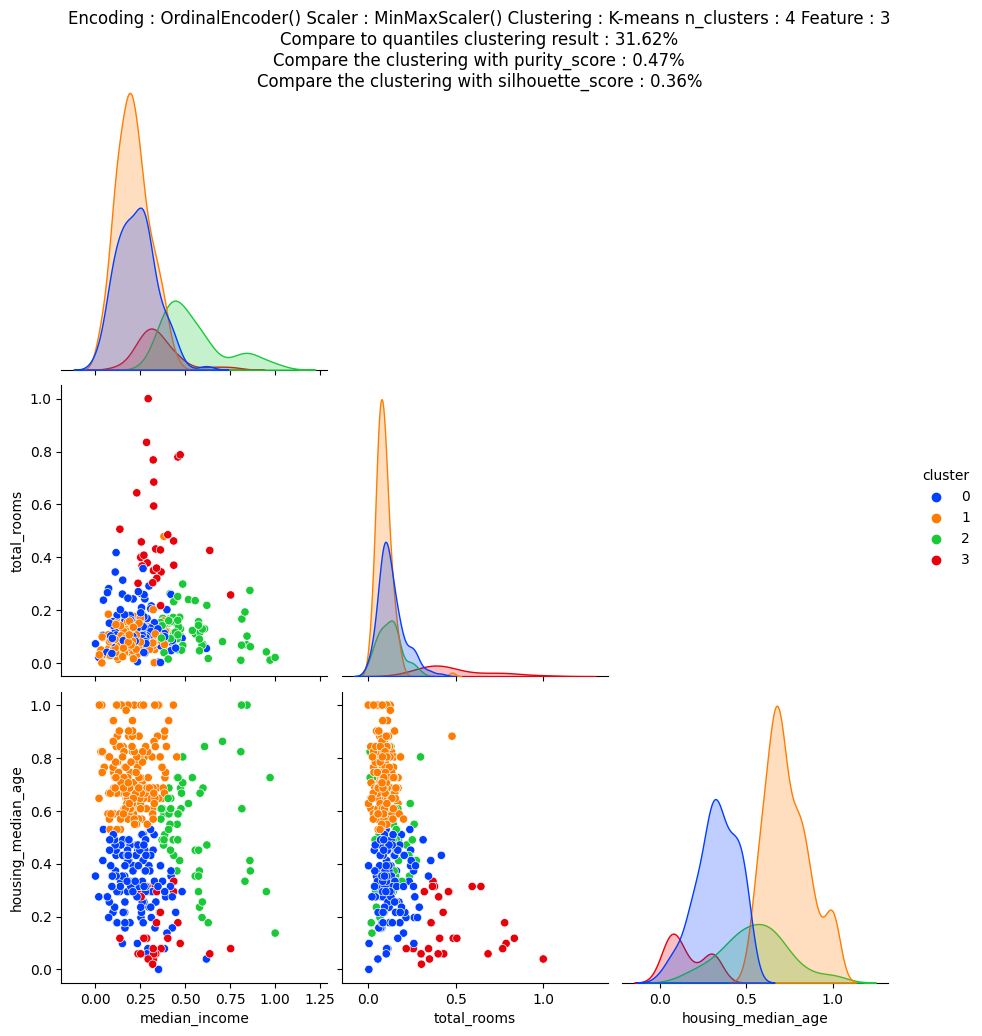 Encoding : OrdinalEncoder() Scaler : MinMaxScaler() Clustering : K-means n_clusters : 4 Feature : 3
Compare to quantiles clustering result : 31.62%
Compare the clustering with purity_score : 0.47%
Compare the clustering with silhouette_score : 0.36%
total_rooms
1.0
0.8
0.6
0.4
0.2
0.0
cluster
0
1
2
3
housing_median_age
1.0
0.8
0.6
0.4
0.2
0.0
0.00 0.25 0.50 0.75 1.00 1.25
median_income
0.0 0.5 1.0
total_rooms
0.0 0.5 1.0
housing_median_age